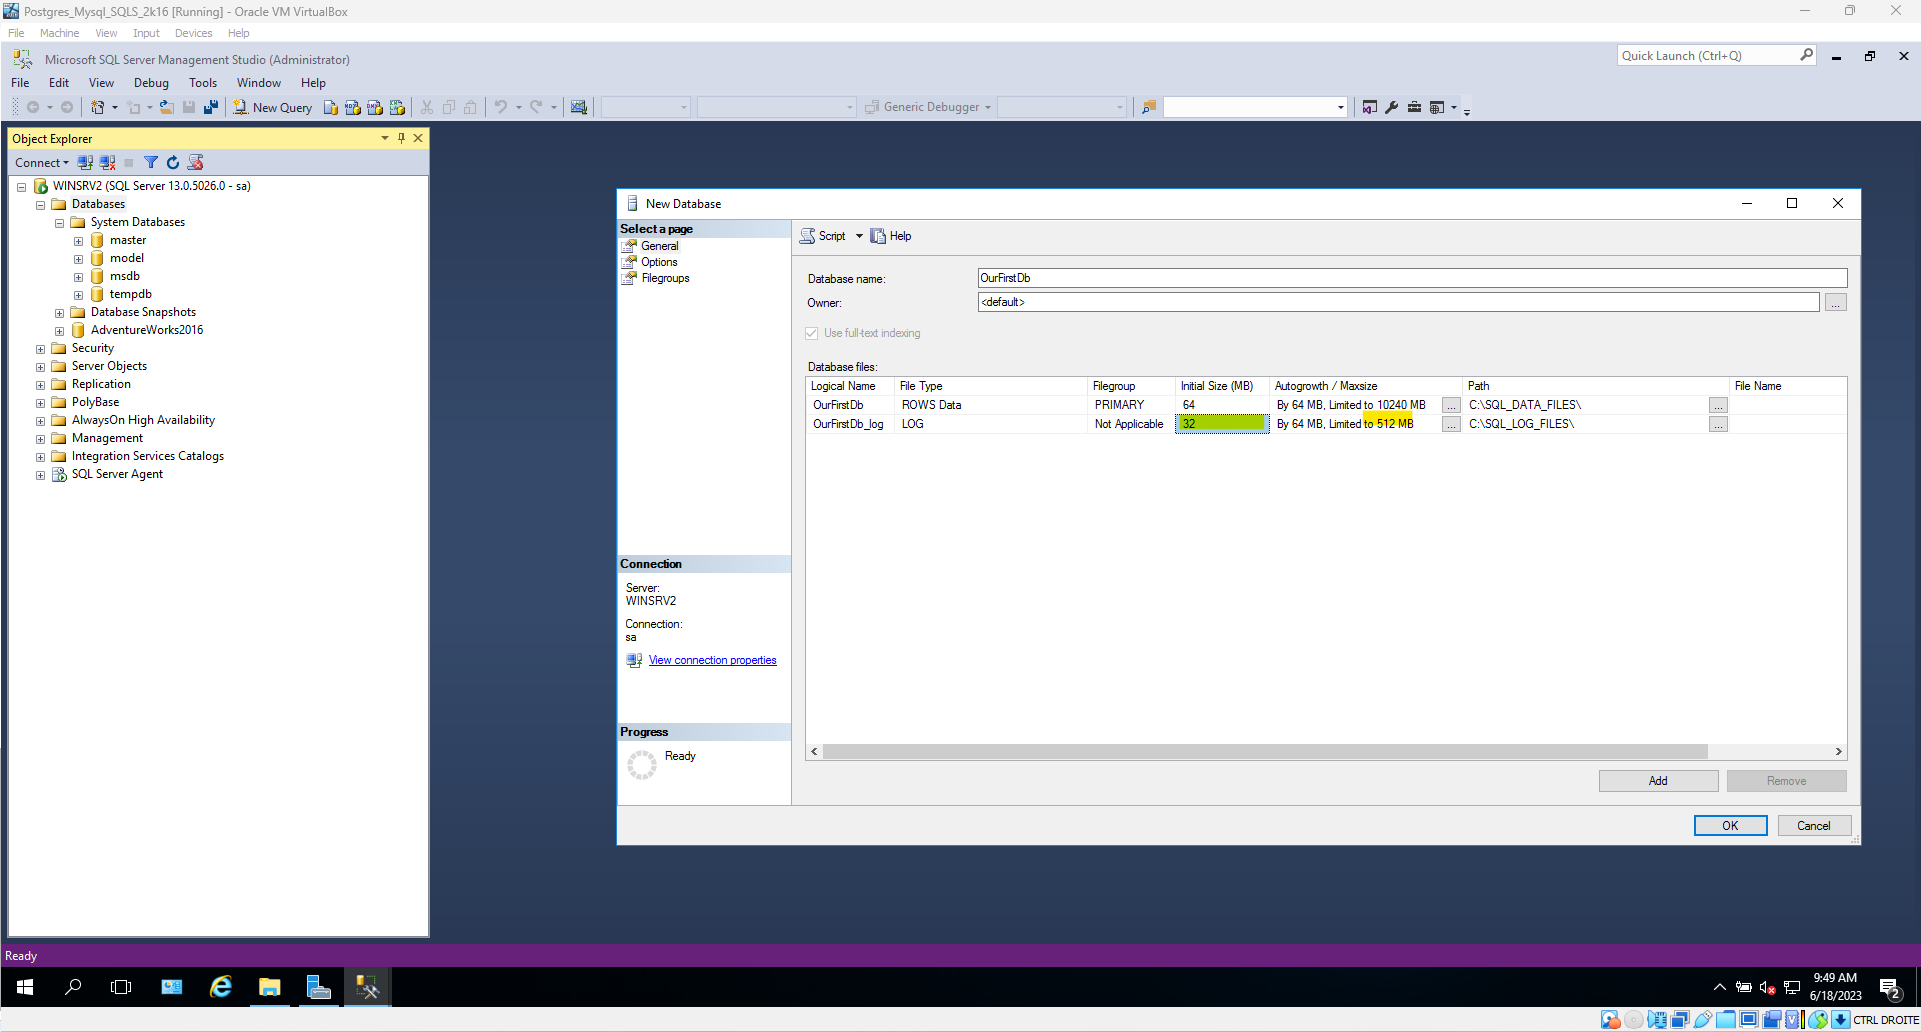 Postgres_Mysql_SQLS_2k16 [Running] - Oracle VM VirtualBox
File Machine View Input Devices Help
Microsoft SQL Server Management Studio (Administrator)
Quick Launch (Ctrl+Q)
File Edit View Debug Tools Window Help
New Query
Generic Debugger
Object Explorer
Connect
WINSRV2 (SQL Server 13.0.5026.0 - sa)
Databases
System Databases
master
model
msdb
tempdb
Database Snapshots
AdventureWorks2016
Security
Server Objects
Replication
PolyBase
AlwaysOn High Availability
Management
Integration Services Catalogs
SQL Server Agent
New Database
Select a page
General
Options
Filegroups
Connection
Server:
WINSRV2
Connection:
sa
View connection properties
Progress
Ready
Script Help
Database name: OurFirstDb
Owner: <default> ...
Use full-text indexing
Database files:
Logical Name File Type Filegroup Initial Size (MB) Autogrowth / Maxsize Path File Name
OurFirstDb ROWS Data PRIMARY 64 By 64 MB, Limited to 10240 MB ... C:\SQL_DATA_FILES\ ...
OurFirstDb_log LOG Not Applicable 32 By 64 MB, Limited to 512 MB ... C:\SQL_LOG_FILES\ ...
Add Remove
OK Cancel
Ready
9:49 AM
6/18/2023
2
CTRL DROITE